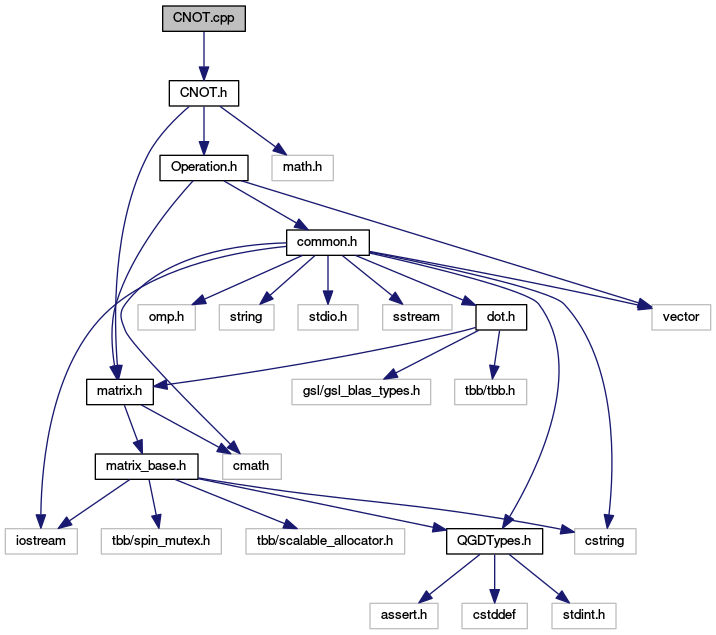 CNOT.cpp
CNOT.h
Operation.h
math.h
common.h
omp.h
string
stdio.h
sstream
dot.h
vector
matrix.h
gsl/gsl_blas_types.h
tbb/tbb.h
matrix_base.h
cmath
iostream
tbb/spin_mutex.h
tbb/scalable_allocator.h
QGDTypes.h
cstring
assert.h
cstddef
stdint.h